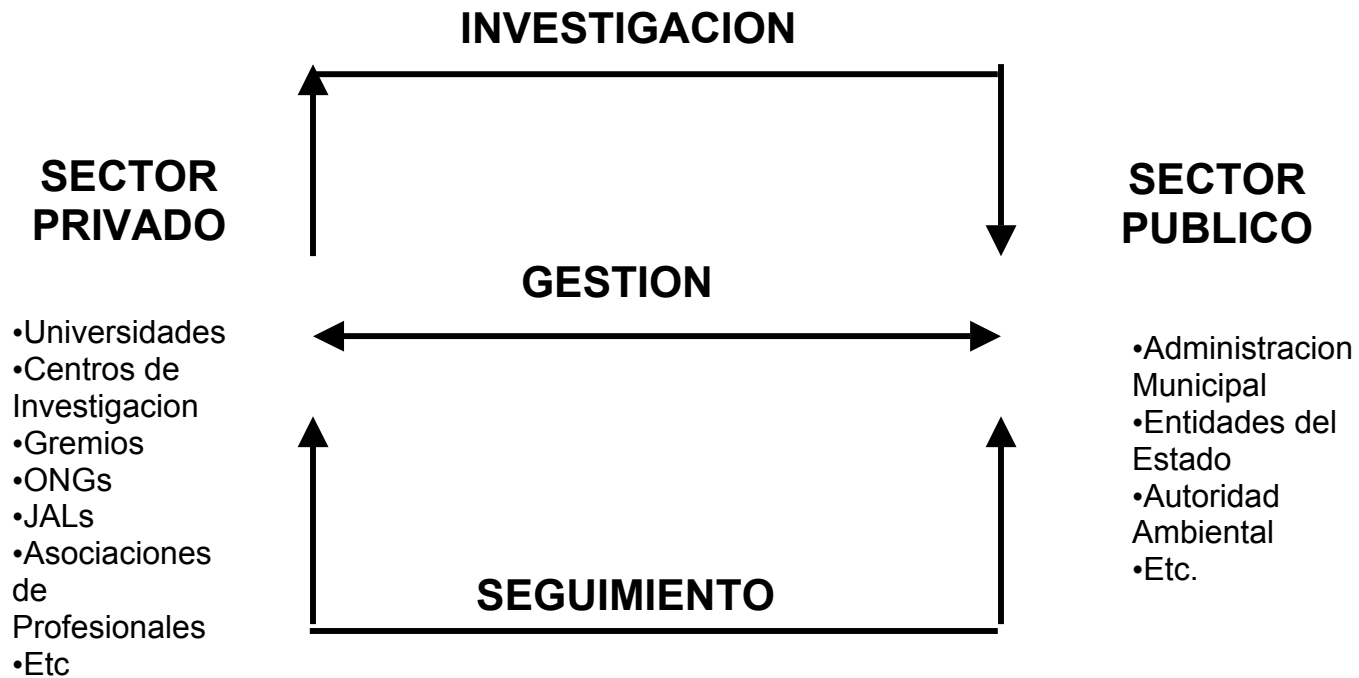 INVESTIGACION
SECTOR
PRIVADO
SECTOR
PUBLICO
GESTION
•Universidades
•Centros de
Investigacion
•Gremios
•ONGs
•JALs
•Asociaciones
de
Profesionales
•Etc
•Administracion
Municipal
•Entidades del
Estado
•Autoridad
Ambiental
•Etc.
SEGUIMIENTO